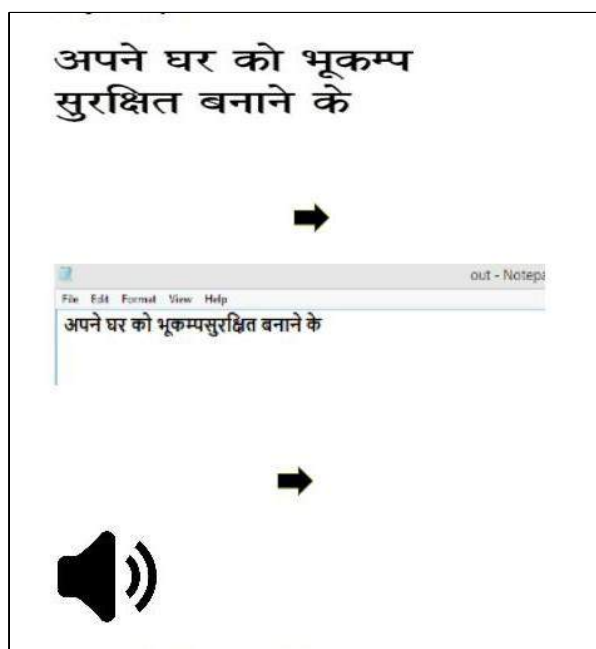 अपने घर को भूकम्प
सुरक्षित बनाने के
out - Notepa
File Edit Format View Help
अपने घर को भूकम्पसुरक्षित बनाने के